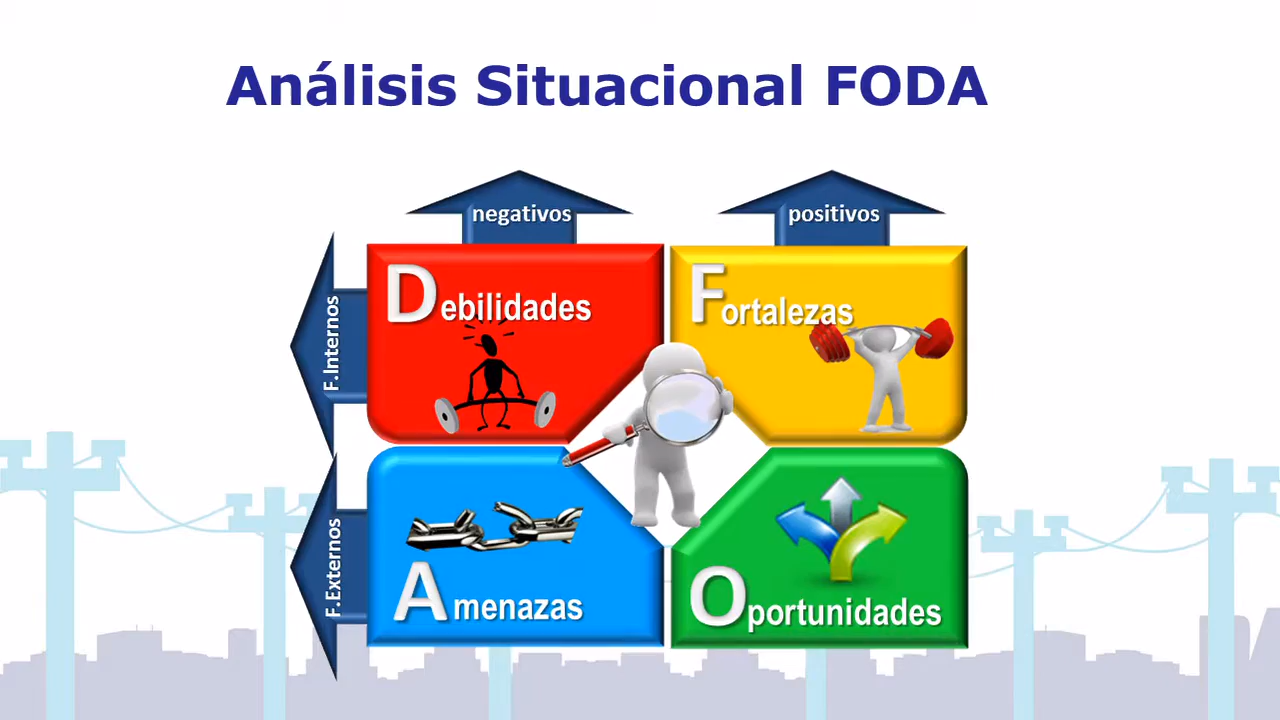 Análisis Situacional FODA
negativos
positivos
F.Internos
Debilidades
Fortalezas
F.Externos
Amenazas
Oportunidades